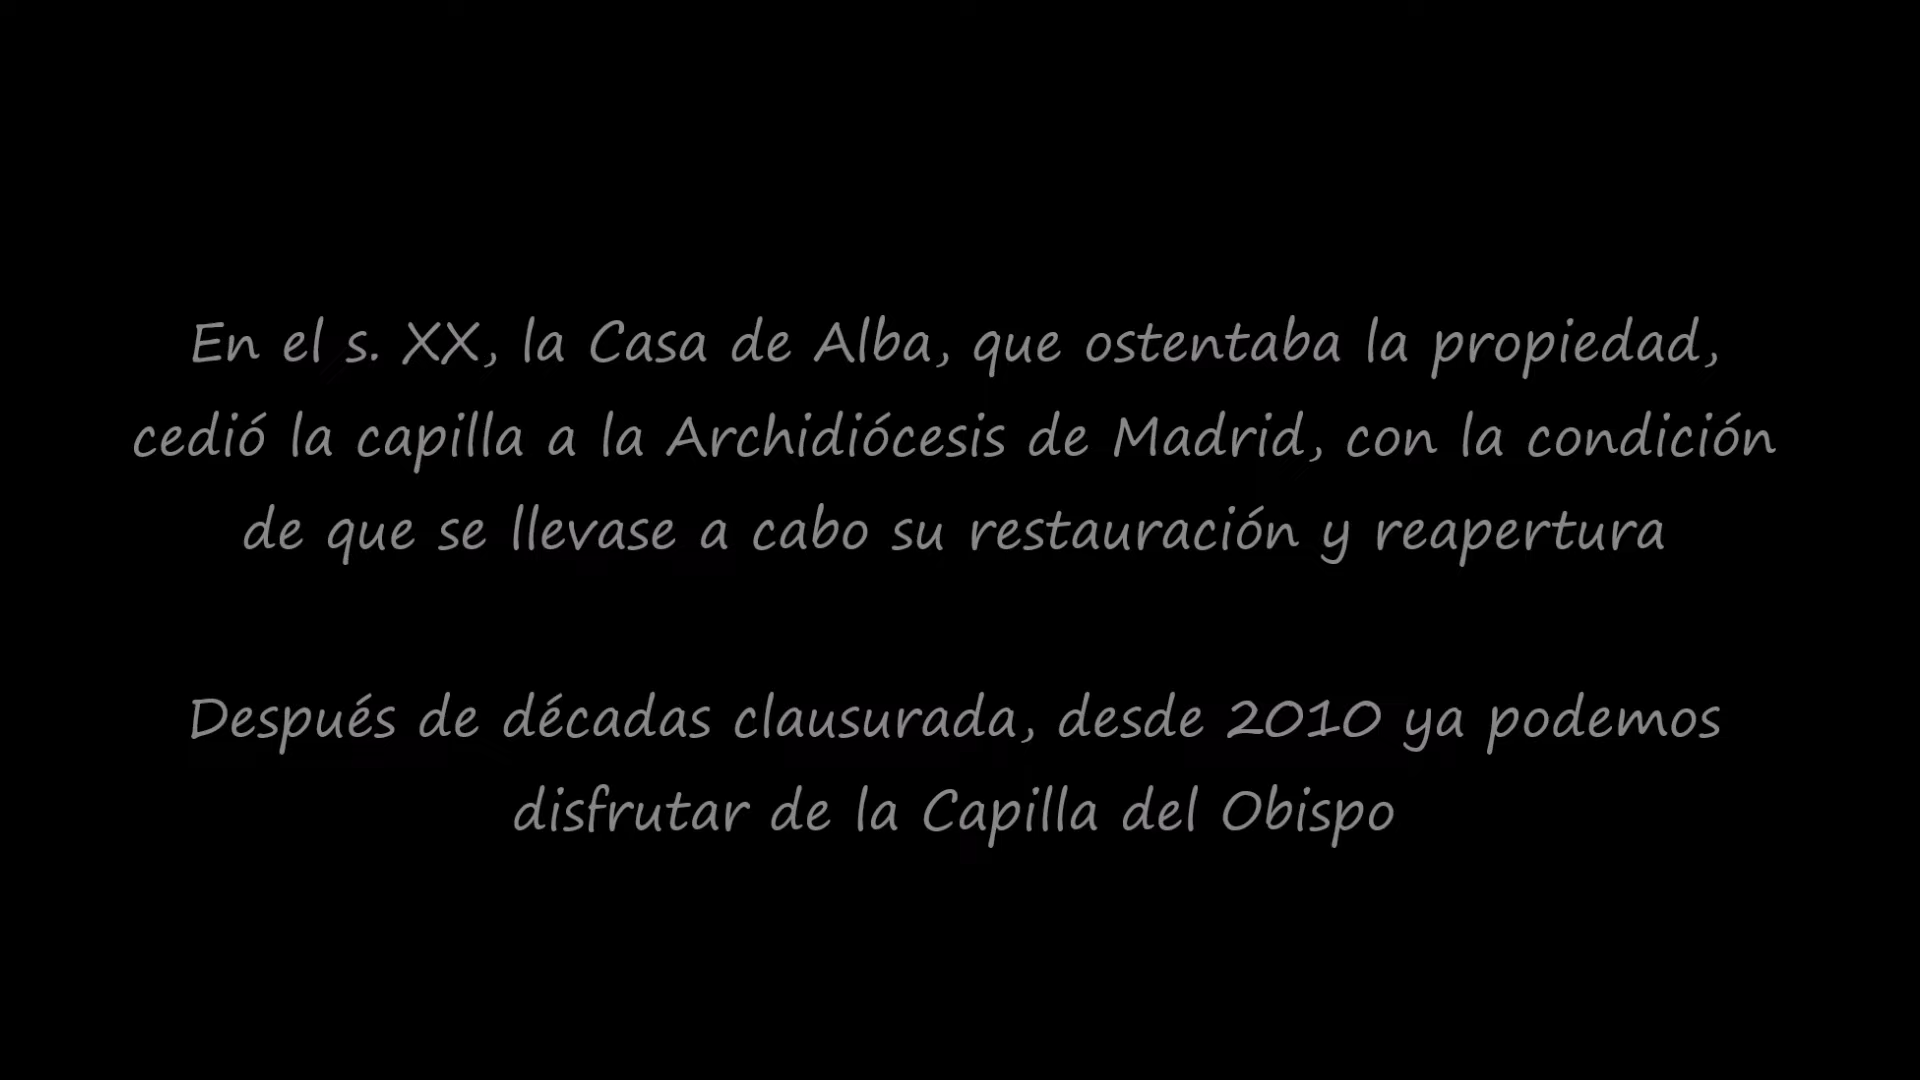 En el s. XX, la Casa de Alba, que ostentaba la propiedad,
cedió la capilla a la Archidiócesis de Madrid, con la condición
de que se llevase a cabo su restauración y reapertura
Después de décadas clausurada, desde 2010 ya podemos
disfrutar de la Capilla del Obispo